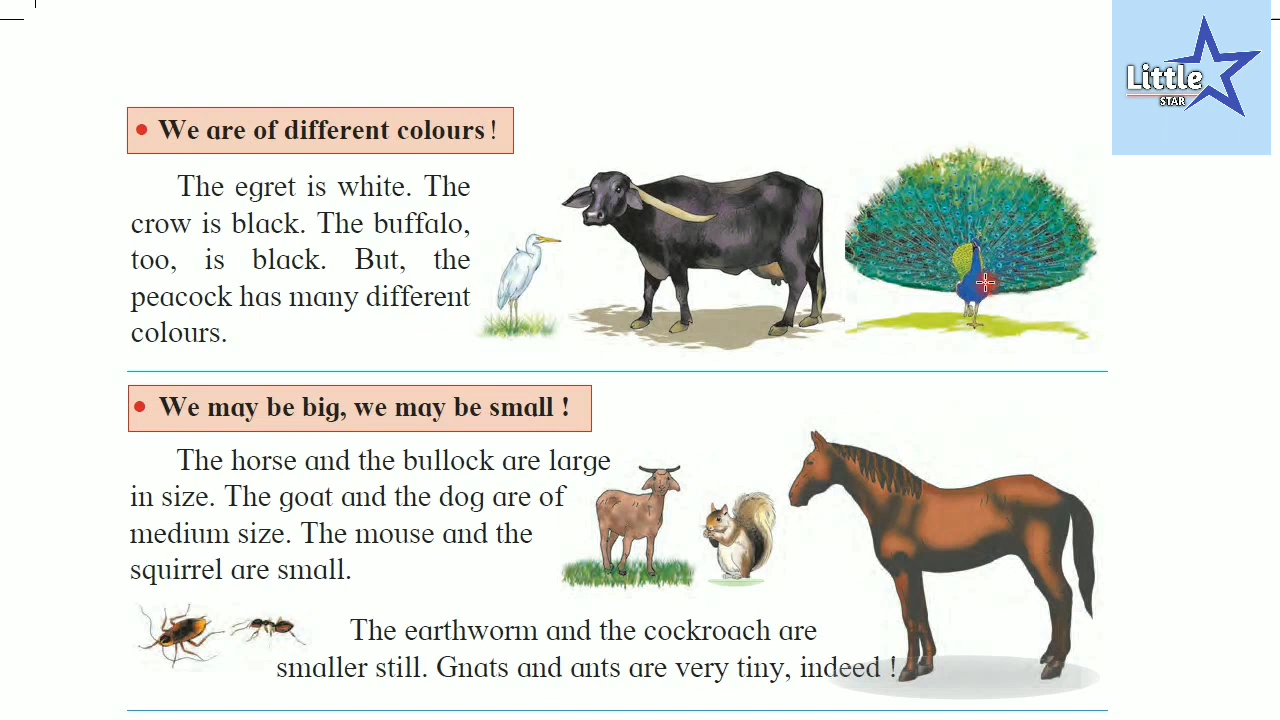 Little
STAR
• We are of different colours !
The egret is white. The
crow is black. The buffalo,
too, is black. But, the
peacock has many different
colours.
• We may be big, we may be small !
The horse and the bullock are large
in size. The goat and the dog are of
medium size. The mouse and the
squirrel are small.
The earthworm and the cockroach are
smaller still. Gnats and ants are very tiny, indeed !